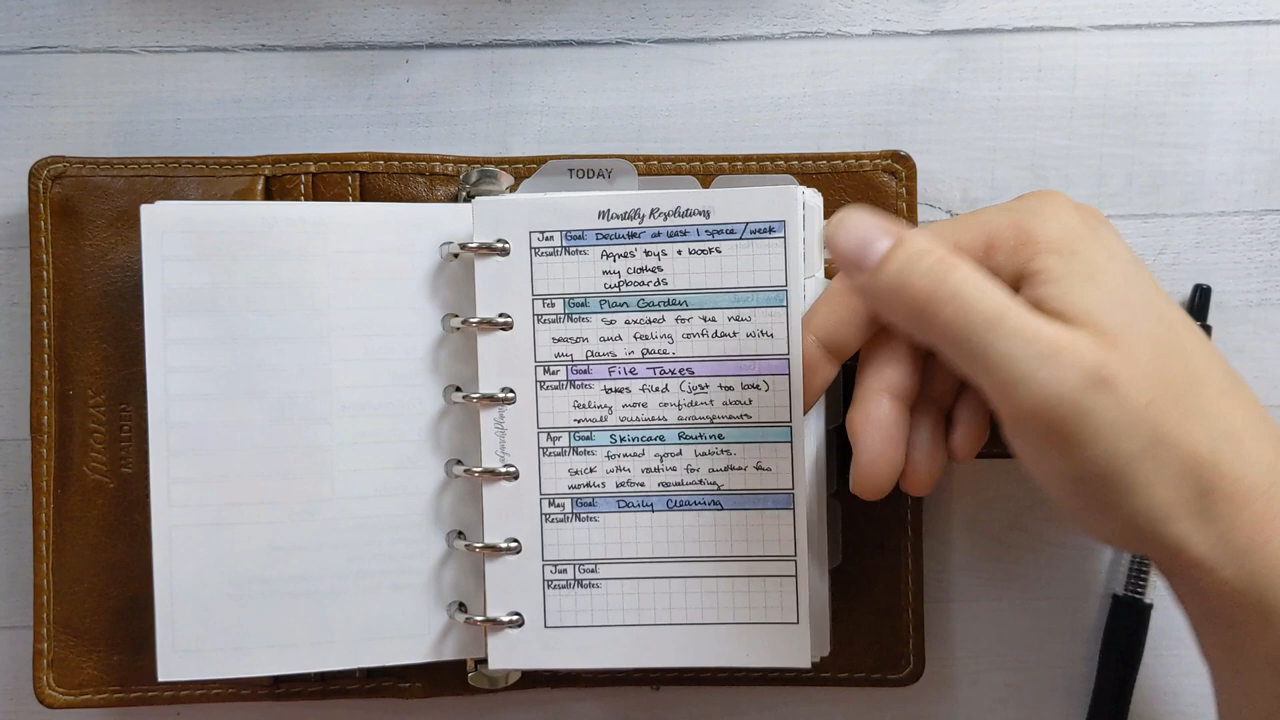 TODAY
Monthly Resolutions
Jan Goal: Declutter at least 1 space / week
Result/Notes: Agnes' toys + books
my clothes
cupboards
Feb Goal: Plan Garden
Result/Notes: So excited for the new
season and feeling confident with
my plans in place.
Mar Goal: File Taxes
Result/Notes: taxes filed (just too late)
feeling more confident about
small business arrangements
Apr Goal: Skincare Routine
Result/Notes: formed good habits.
stick with routine for another few
months before reevaluating
May Goal: Daily Cleaning
Result/Notes:
Jun Goal:
Result/Notes:
MALDEN